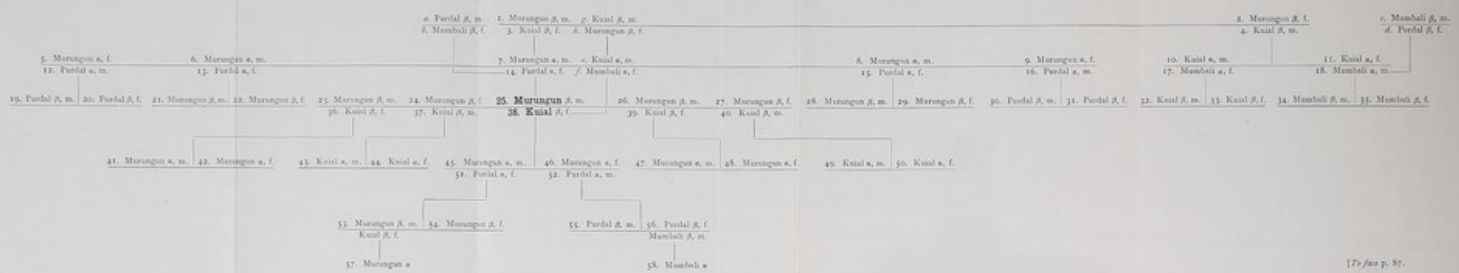 a. Purdal β, m. 1. Murungun β, m. g. Kuial β, m. 2. Murungun β, f. c. Mumbali β, m.
b. Mumbali β, f. 3. Kuial β, f. h. Murungun β, f. 4. Kuial β, m. d. Purdal β, f.
5. Murungun α, f. 6. Murungun α, m. 7. Murungun α, m. e. Kuial α, m. 8. Murungun α, m. 9. Murungun α, f. 10. Kuial α, m. 11. Kuial α, f.
12. Purdal α, m. 13. Purdal α, f. 14. Purdal α, f. f. Mumbali α, f. 15. Purdal α, f. 16. Purdal α, m. 17. Mumbali α, f. 18. Mumbali α, m.
19. Purdal β, m. 20. Purdal β, f. 21. Murungun β, m. 22. Murungun β, f. 23. Murungun β, m. 24. Murungun β, f. 25. Murungun β, m. 26. Murungun β, m. 27. Murungun β, f. 28. Murungun β, m. 29. Murungun β, f. 30. Purdal β, m. 31. Purdal β, f. 32. Kuial β, m. 33. Kuial β, f. 34. Mumbali β, m. 35. Mumbali β, f.
36. Kuial β, f. 37. Kuial β, m. 38. Kuial β, f. 39. Kuial β, f. 40. Kuial β, m.
41. Murungun α, m. 42. Murungun α, f. 43. Kuial α, m. 44. Kuial α, f. 45. Murungun α, m. 46. Murungun α, f. 47. Murungun α, m. 48. Murungun α, f. 49. Kuial α, m. 50. Kuial α, f.
51. Purdal α, f. 52. Purdal α, m.
53. Murungun β, m. 54. Murungun β, f. 55. Purdal β, m. 56. Purdal β, f.
Kuial β, f. Mumbali β, m.
57. Murungun α 58. Mumbali α
[To face p. 87.